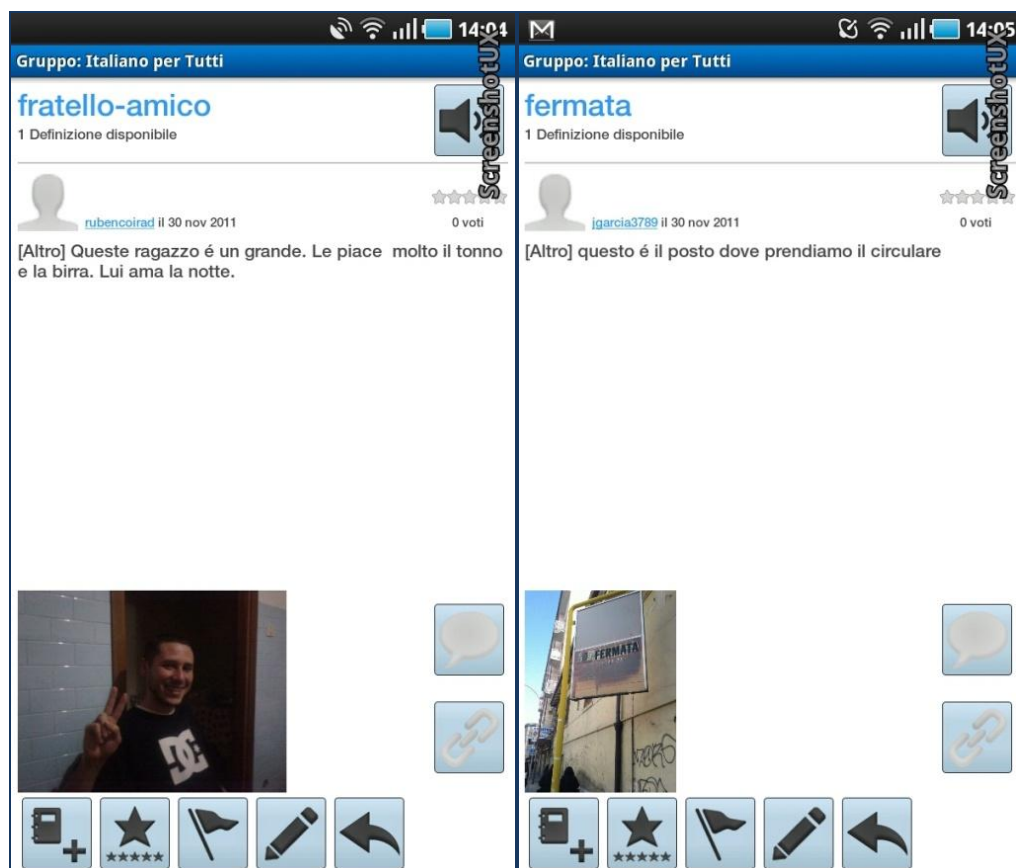 14:04
Gruppo: Italiano per Tutti
fratello-amico
1 Definizione disponibile
ScreenshotUX
rubencoirad il 30 nov 2011
0 voti
[Altro] Queste ragazzo é un grande. Le piace molto il tonno
e la birra. Lui ama la notte.
DC
14:05
Gruppo: Italiano per Tutti
fermata
1 Definizione disponibile
ScreenshotUX
jgarcia3789 il 30 nov 2011
0 voti
[Altro] questo é il posto dove prendiamo il circulare
FERMATA